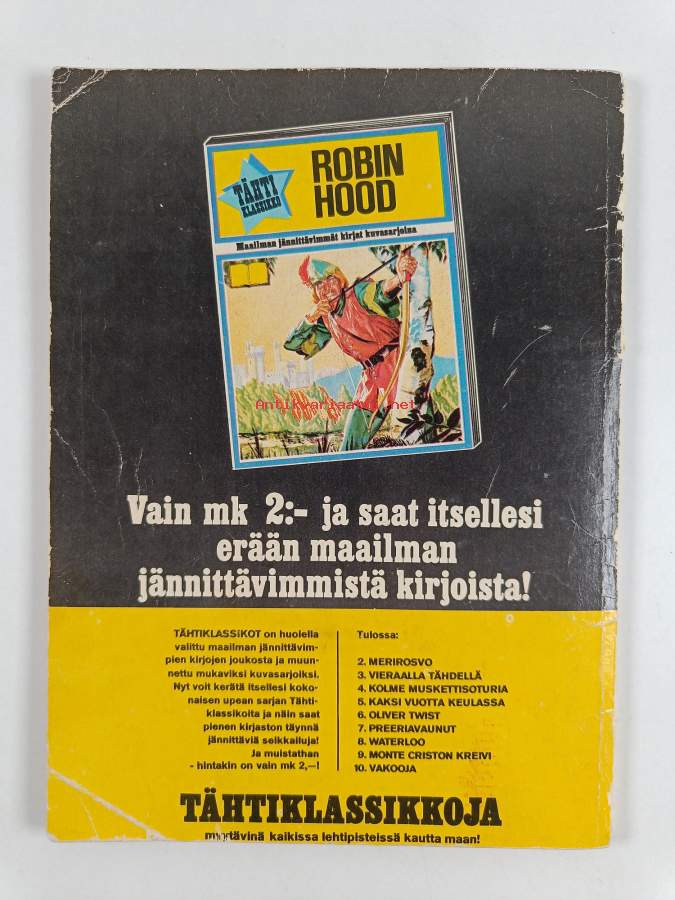 ROBIN
HOOD
TÄHTI
KLASSIKKO
Maailman jännittävimmät kirjat kuvasarjoina
Antikvariaatti.net
Vain mk 2:- ja saat itsellesi
erään maailman
jännittävimmistä kirjoista!
TÄHTIKLASSiKOT on huolella
valittu maailman jännittävim-
pien kirjojen joukosta ja muun-
nettu mukaviksi kuvasarjoiksi.
Nyt voit kerätä itsellesi koko-
naisen upean sarjan Tähti-
klassikoita ja näin saat
pienen kirjaston täynnä
jännittäviä seikkailuja!
Ja muistathan
- hintakin on vain mk 2,—!
Tulossa:
2. MERIROSVO
3. VIERAALLA TÄHDELLÄ
4. KOLME MUSKETTISOTURIA
5. KAKSI VUOTTA KEULASSA
6. OLIVER TWIST
7. PREERIAVAUNUT
8. WATERLOO
9. MONTE CRISTON KREIVI
10. VAKOOJA
TÄHTIKLASSIKKOJA
myytävinä kaikissa lehtipisteissä kautta maan!